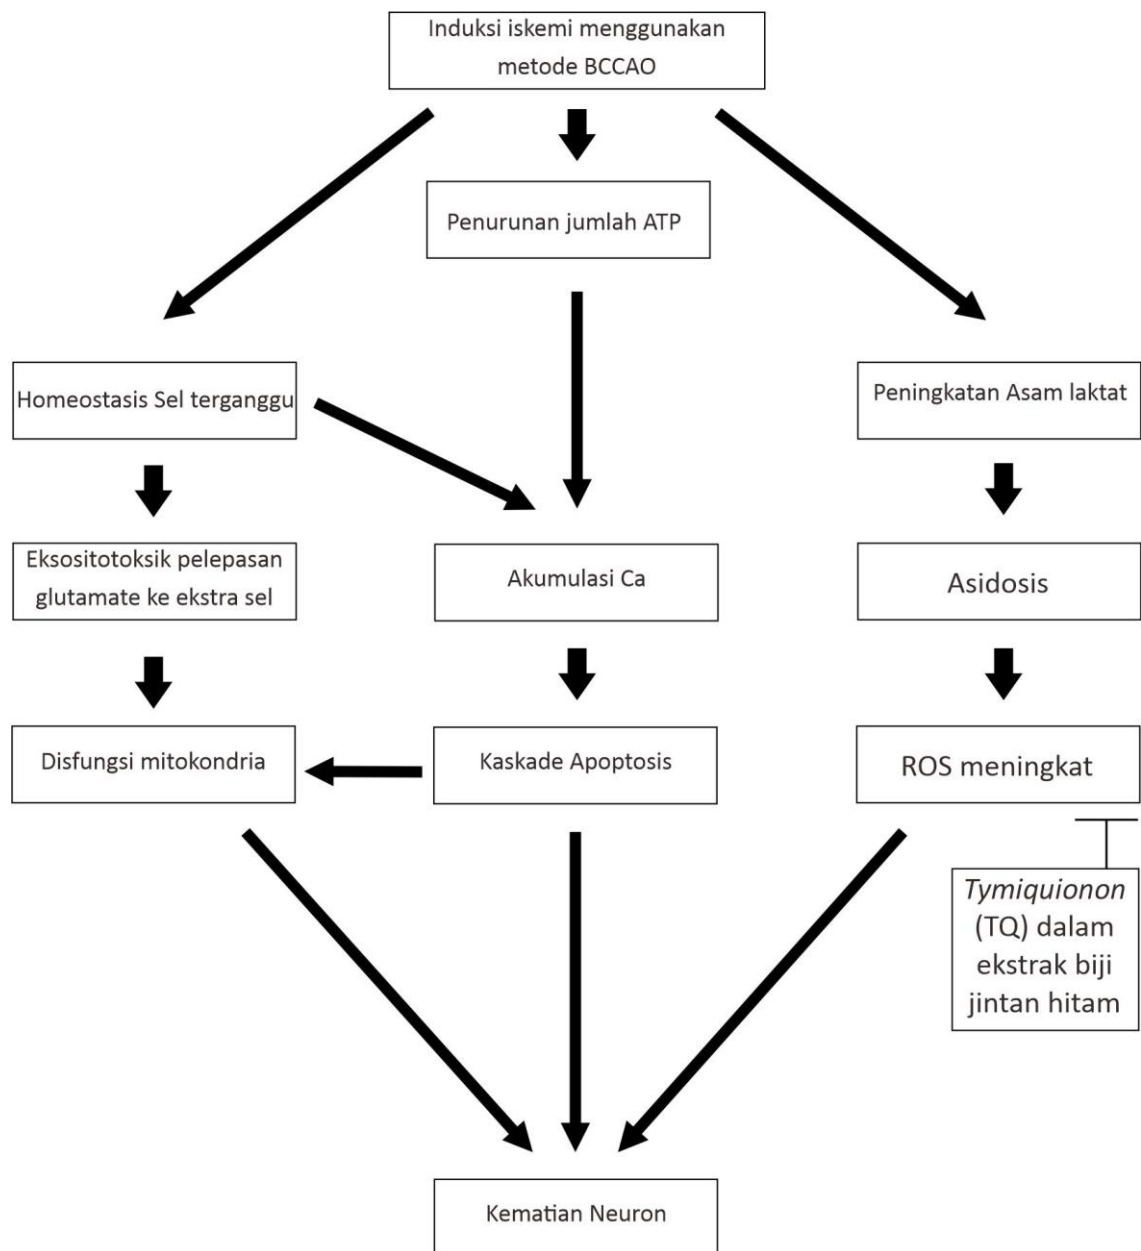 Induksi iskemi menggunakan
metode BCCAO
Penurunan jumlah ATP
Homeostasis Sel terganggu
Peningkatan Asam laktat
Eksositotoksik pelepasan
glutamate ke ekstra sel
Akumulasi Ca
Asidosis
Disfungsi mitokondria
Kaskade Apoptosis
ROS meningkat
Tymiquionon
(TQ) dalam
ekstrak biji
jintan hitam
Kematian Neuron